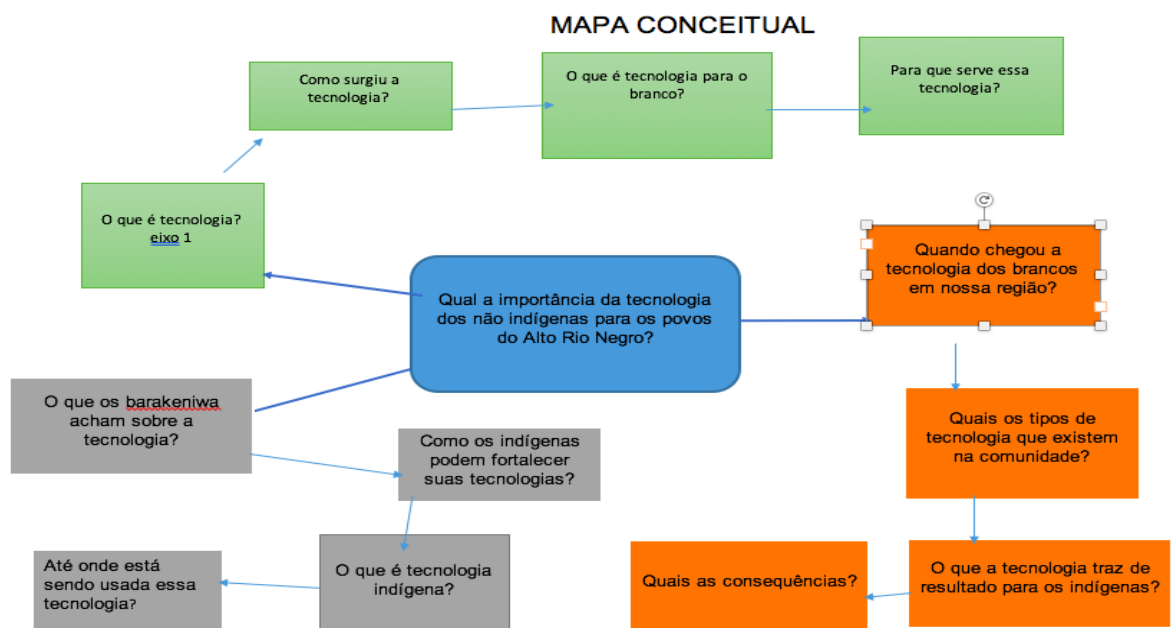 MAPA CONCEITUAL
Como surgiu a
tecnologia?
O que é tecnologia para o
branco?
Para que serve essa
tecnologia?
O que é tecnologia?
eixo 1
Qual a importância da tecnologia
dos não indígenas para os povos
do Alto Rio Negro?
Quando chegou a
tecnologia dos brancos
em nossa região?
O que os barakeniwa
acham sobre a
tecnologia?
Como os indígenas
podem fortalecer
suas tecnologias?
Quais os tipos de
tecnologia que existem
na comunidade?
Até onde está
sendo usada essa
tecnologia?
O que é tecnologia
indígena?
Quais as consequências?
O que a tecnologia traz de
resultado para os indígenas?